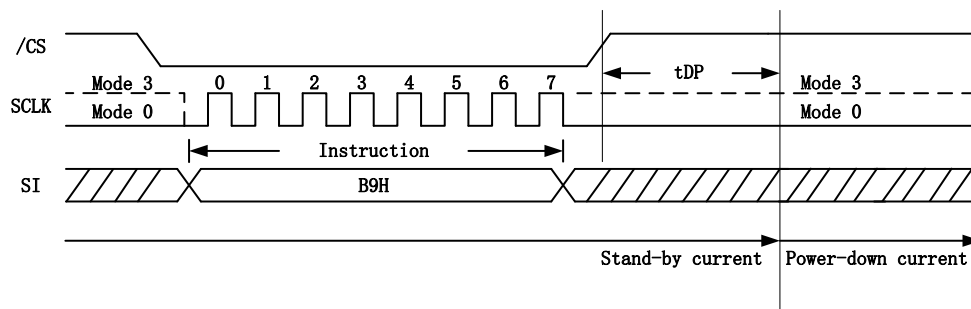 /CS
tDP
Mode 3 0 1 2 3 4 5 6 7 Mode 3
SCLK
Mode 0 Mode 0
Instruction
SI B9H
Stand-by current Power-down current